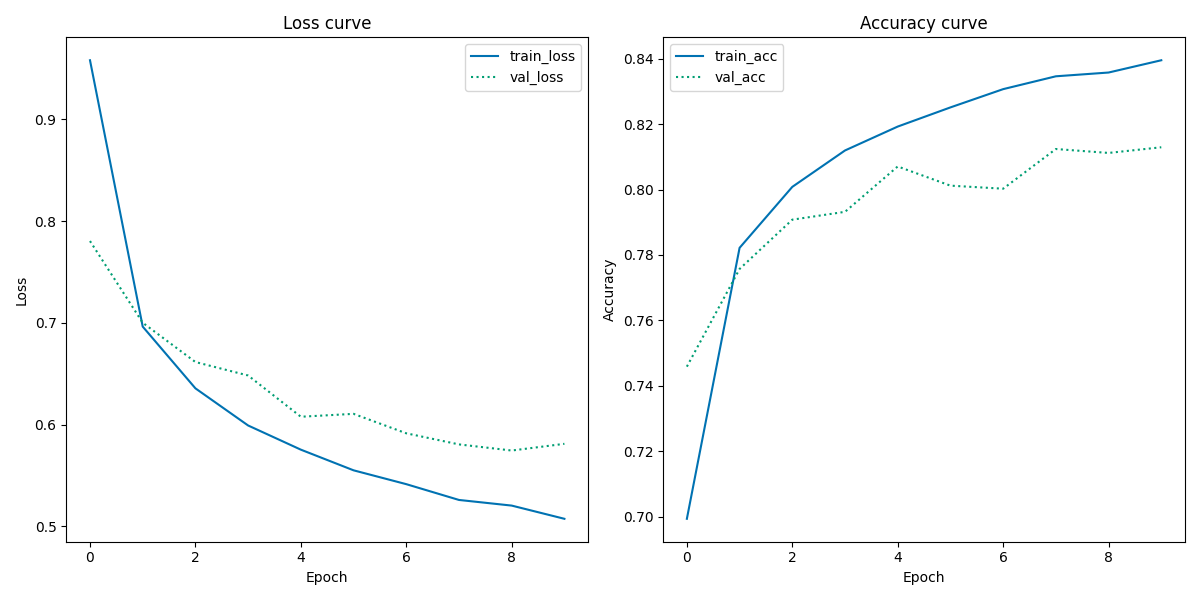 Loss curve
train_loss
val_loss
0.9
0.8
0.7
0.6
0.5
Loss
0 2 4 6 8
Epoch
Accuracy curve
train_acc
val_acc
0.84
0.82
0.80
0.78
0.76
0.74
0.72
0.70
Accuracy
0 2 4 6 8
Epoch